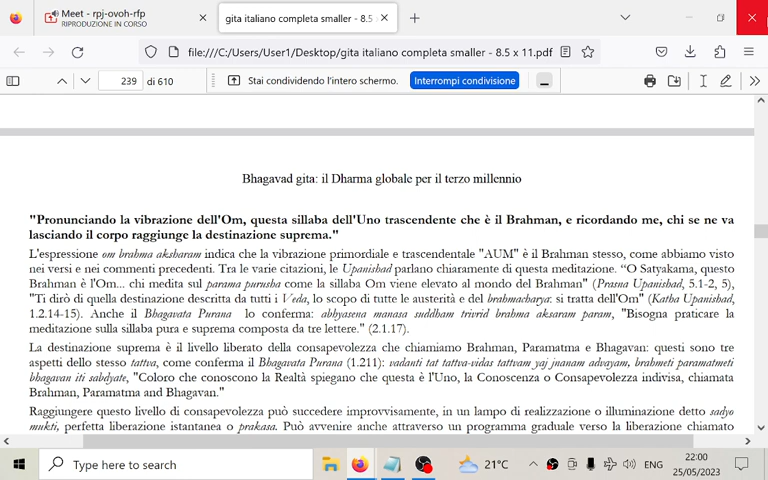 Meet - rpj-ovoh-rfp
RIPRODUZIONE IN CORSO
gita italiano completa smaller - 8.5 x
file:///C:/Users/User1/Desktop/gita italiano completa smaller - 8.5 x 11.pdf
239 di 610
Stai condividendo l'intero schermo.
Interrompi condivisione
Bhagavad gita: il Dharma globale per il terzo millennio
"Pronunciando la vibrazione dell'Om, questa sillaba dell'Uno trascendente che è il Brahman, e ricordando me, chi se ne va
lasciando il corpo raggiunge la destinazione suprema."
L'espressione om brahma aksharam indica che la vibrazione primordiale e trascendentale "AUM" è il Brahman stesso, come abbiamo visto
nei versi e nei commenti precedenti. Tra le varie citazioni, le Upanishad parlano chiaramente di questa meditazione. “O Satyakama, questo
Brahman è l'Om... chi medita sul parama purusha come la sillaba Om viene elevato al mondo del Brahman" (Prasna Upanishad, 5.1-2, 5),
"Ti dirò di quella destinazione descritta da tutti i Veda, lo scopo di tutte le austerità e del brahmacharya: si tratta dell'Om" (Katha Upanishad,
1.2.14-15). Anche il Bhagavata Purana lo conferma: abhyasena manasa suddham trivrid brahma aksaram param, "Bisogna praticare la
meditazione sulla sillaba pura e suprema composta da tre lettere." (2.1.17).
La destinazione suprema è il livello liberato della consapevolezza che chiamiamo Brahman, Paramatma e Bhagavan: questi sono tre
aspetti dello stesso tattva, come conferma il Bhagavata Purana (1.211): vadanti tat tattva-vidas tattvam yaj jnanam advayam, brahmeti paramatmeti
bhagavan iti sabdyate, "Coloro che conoscono la Realtà spiegano che questa è l'Uno, la Conoscenza o Consapevolezza indivisa, chiamata
Brahman, Paramatma and Bhagavan."
Raggiungere questo livello di consapevolezza può succedere improvvisamente, in un lampo di realizzazione o illuminazione detto sadyo
mukti, perfetta liberazione istantanea o prakasa. Può avvenire anche attraverso un programma graduale verso la liberazione chiamato
Type here to search
21°C
ENG
22:00
25/05/2023